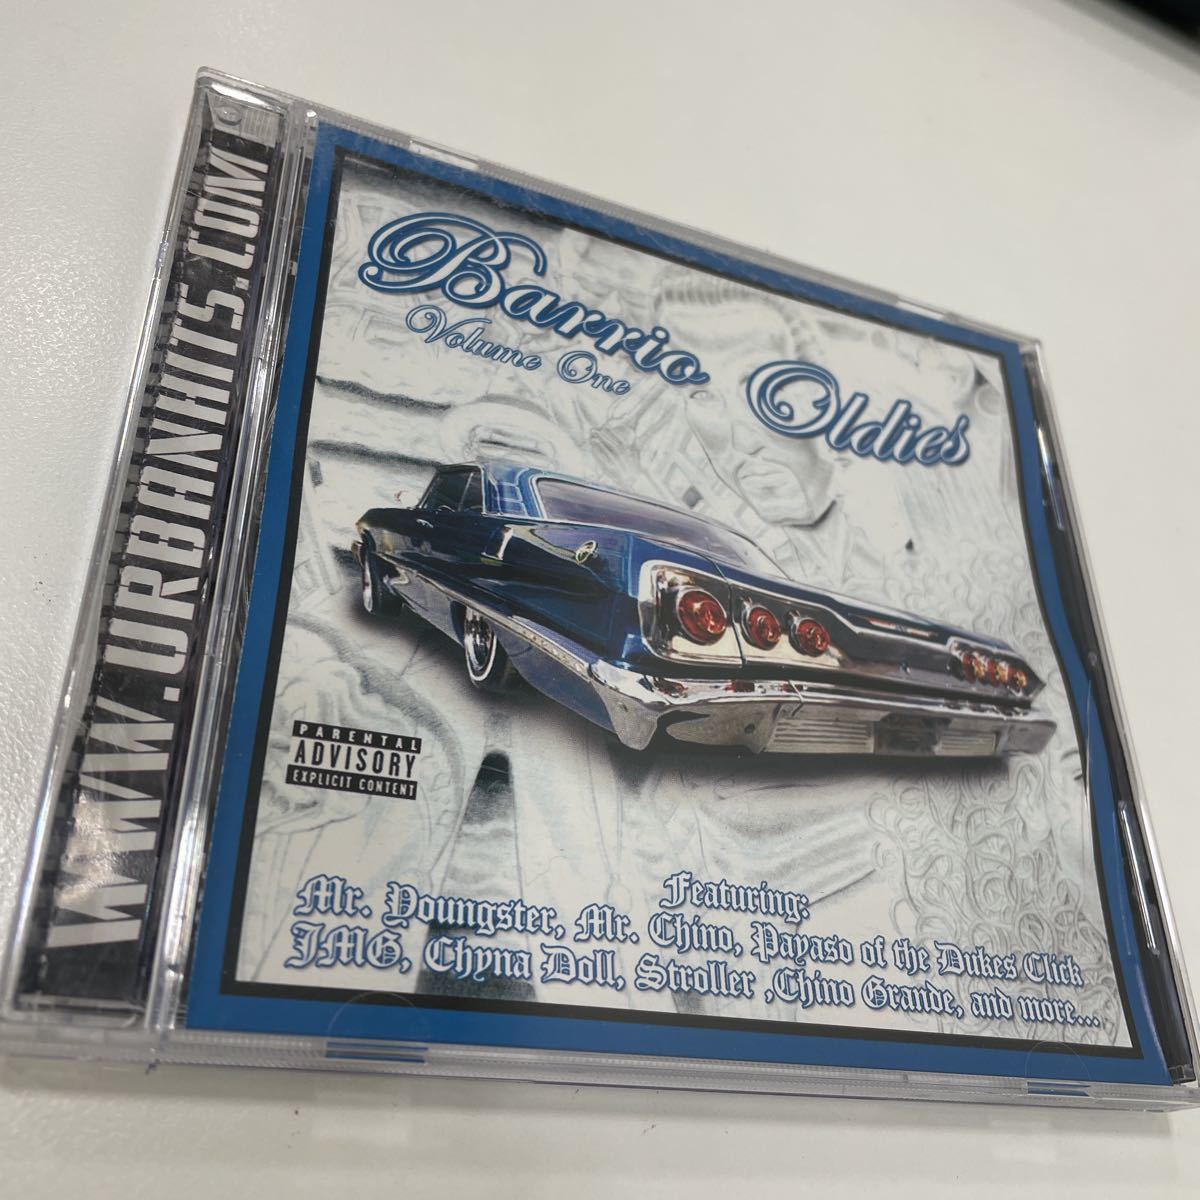 WWW.URBANHITS.COM
Barrio Oldies
Volume One
PARENTAL
ADVISORY
EXPLICIT CONTENT
Featuring:
Mr. Youngster, Mr. Chino, Payaso of the Dukes Click
JMG, Chyna Doll, Stroller ,Chino Grande, and more...